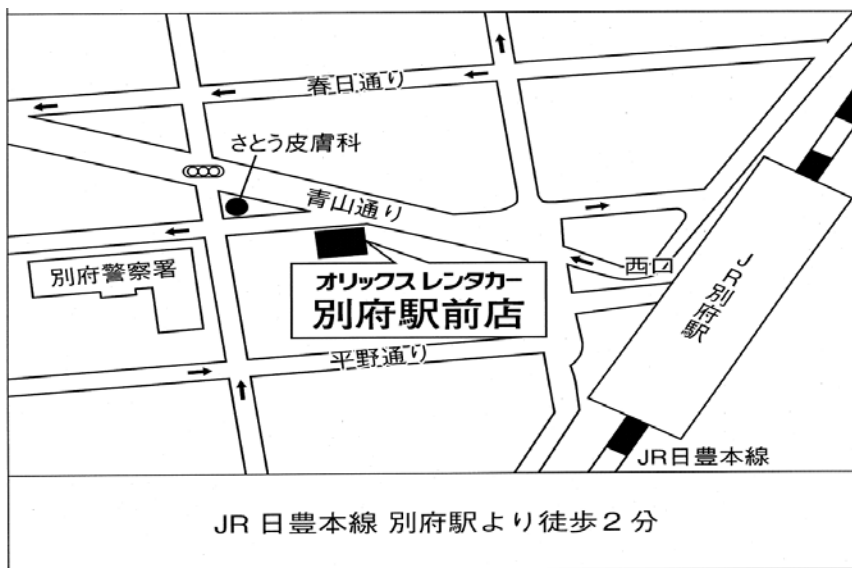 春日通り
さとう皮膚科
青山通り
別府警察署
西口
JR別府駅
オリックス レンタカー
別府駅前店
平野通り
JR日豊本線
JR 日豊本線 別府駅より徒歩2分